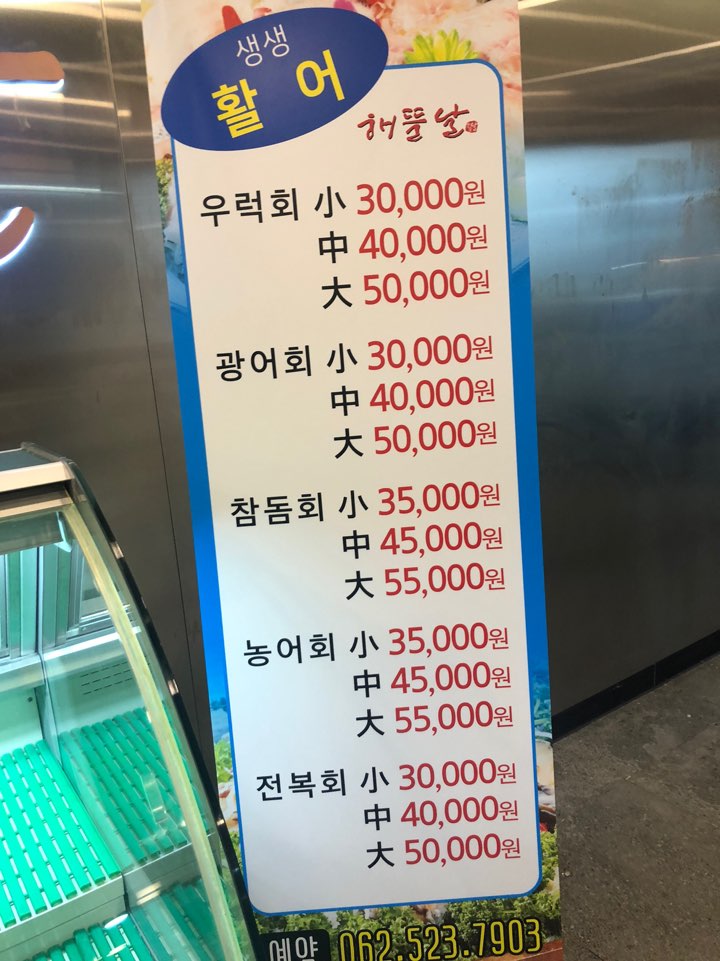 생생
활 어
해뜰날
우럭회 小 30,000원
中 40,000원
大 50,000원
광어회 小 30,000원
中 40,000원
大 50,000원
참돔회 小 35,000원
中 45,000원
大 55,000원
농어회 小 35,000원
中 45,000원
大 55,000원
전복회 小 30,000원
中 40,000원
大 50,000원
예약 062.523.7903